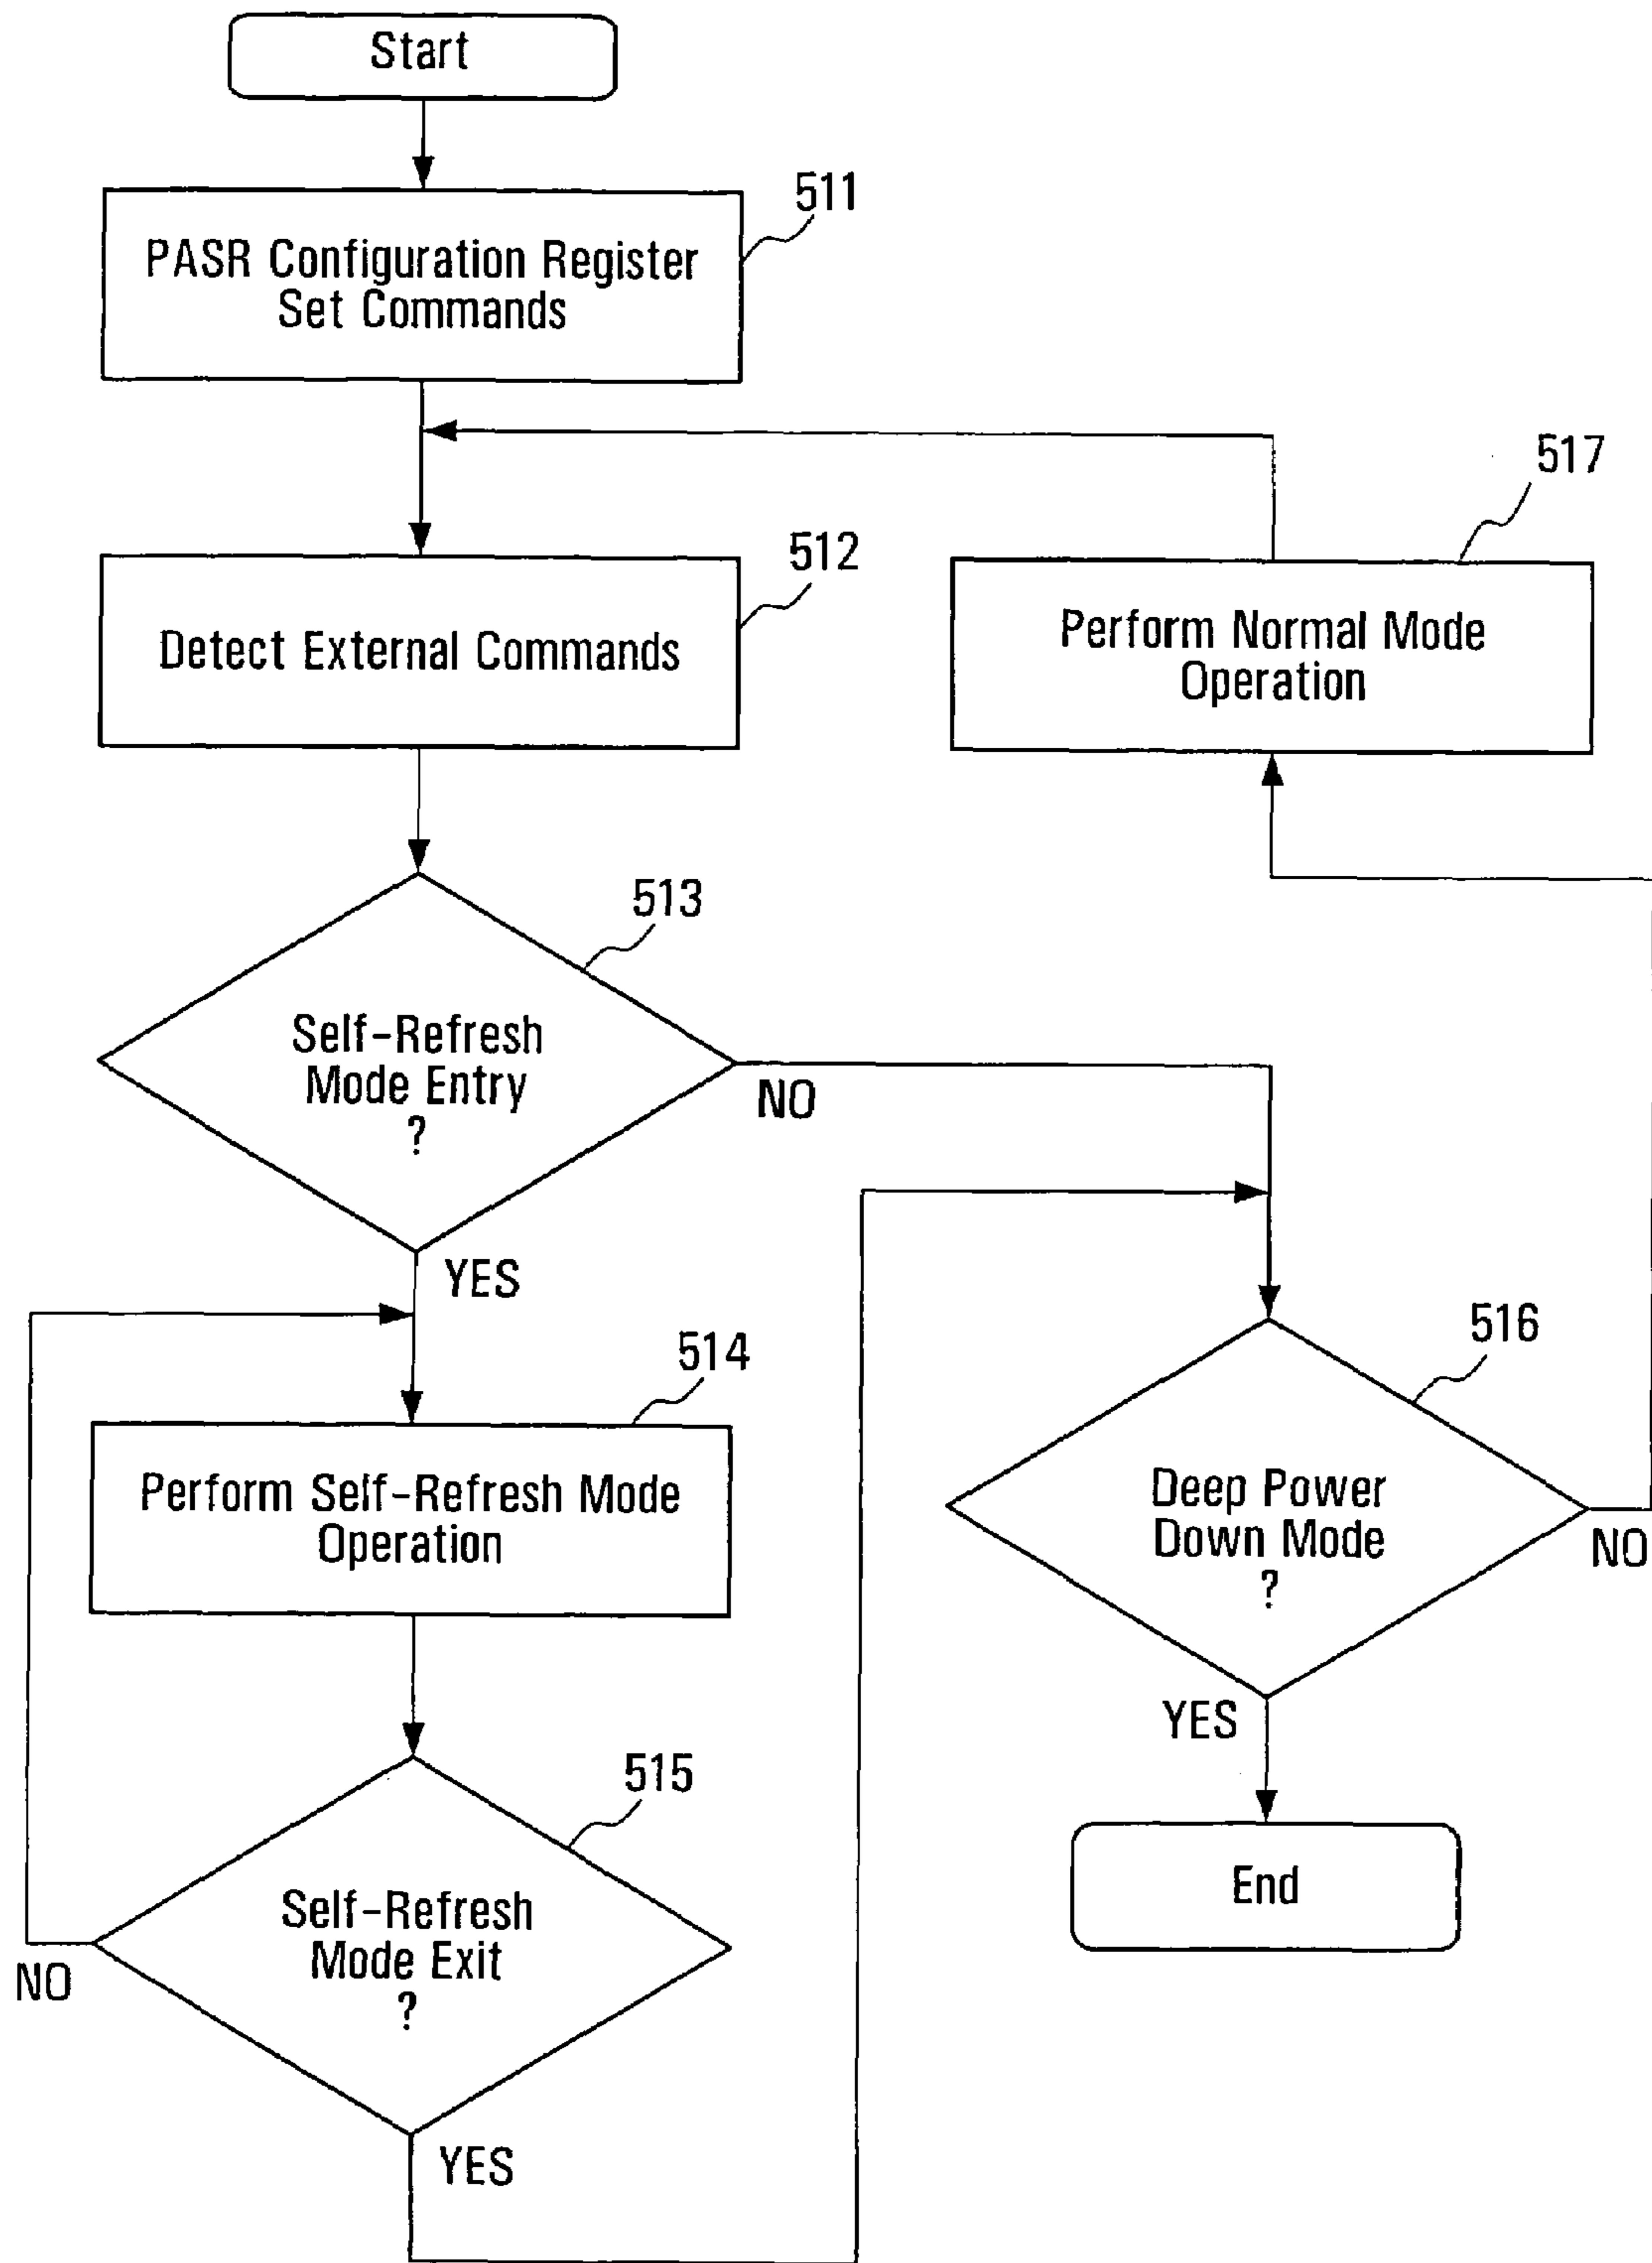 Start
511
PASR Configuration Register
Set Commands
517
512
Detect External Commands
Perform Normal Mode
Operation
513
Self-Refresh
Mode Entry
?
NO
YES
516
514
Perform Self-Refresh Mode
Operation
Deep Power
Down Mode
?
NO
YES
515
Self-Refresh
Mode Exit
?
NO
YES
End